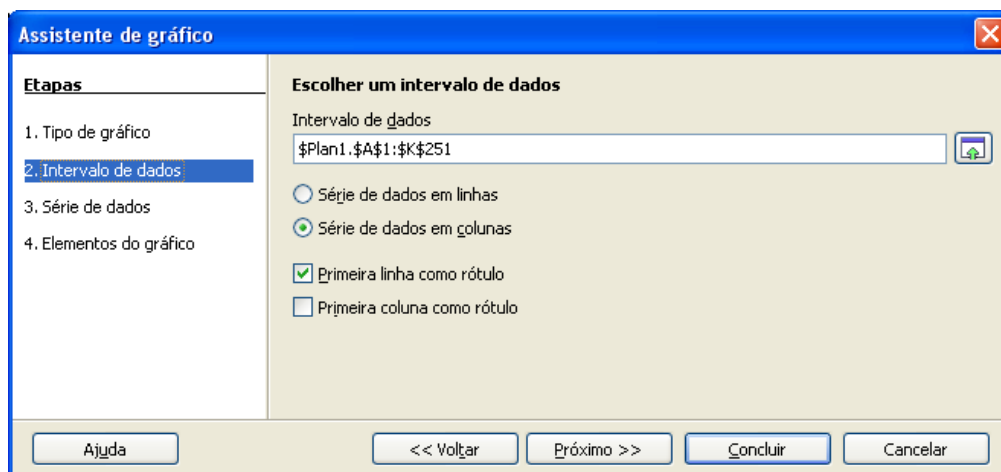 Assistente de gráfico
Etapas
1. Tipo de gráfico
2. Intervalo de dados
3. Série de dados
4. Elementos do gráfico
Escolher um intervalo de dados
Intervalo de dados
$Plan1.$A$1:$K$251
Série de dados em linhas
Série de dados em colunas
Primeira linha como rótulo
Primeira coluna como rótulo
Ajuda
<< Voltar
Próximo >>
Concluir
Cancelar